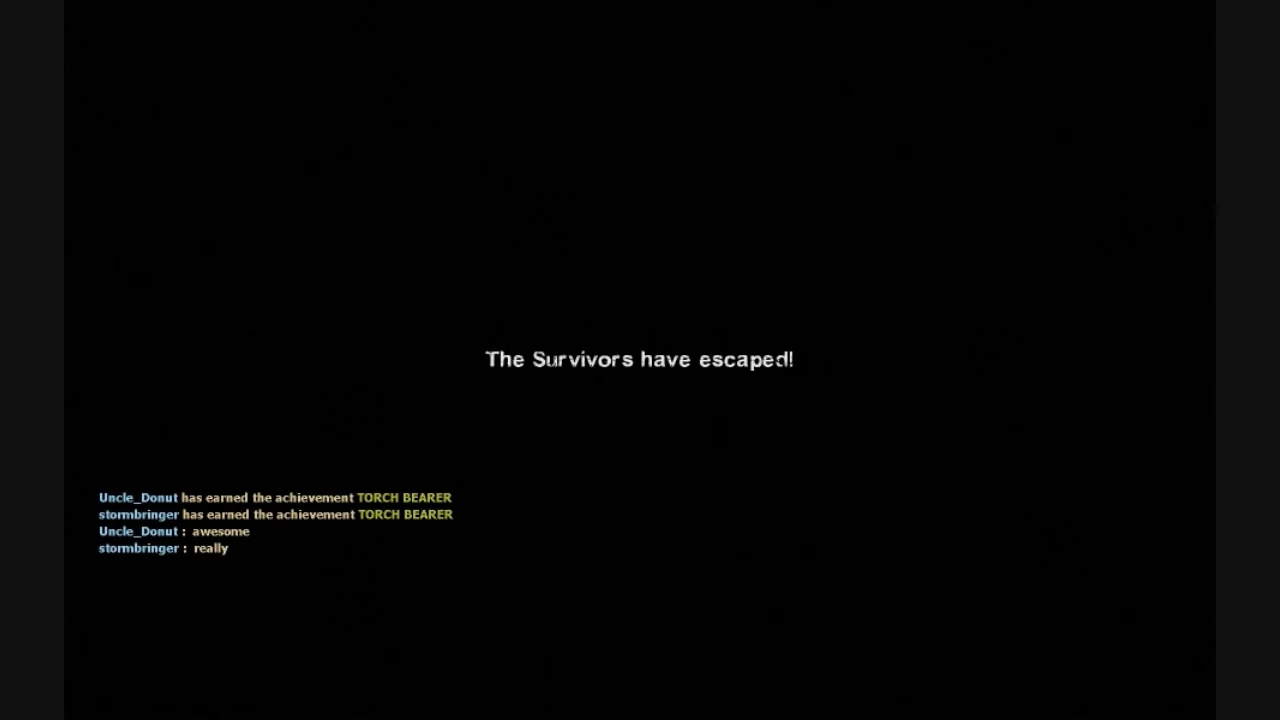 The Survivors have escaped!
Uncle_Donut has earned the achievement TORCH BEARER
stormbringer has earned the achievement TORCH BEARER
Uncle_Donut : awesome
stormbringer : really